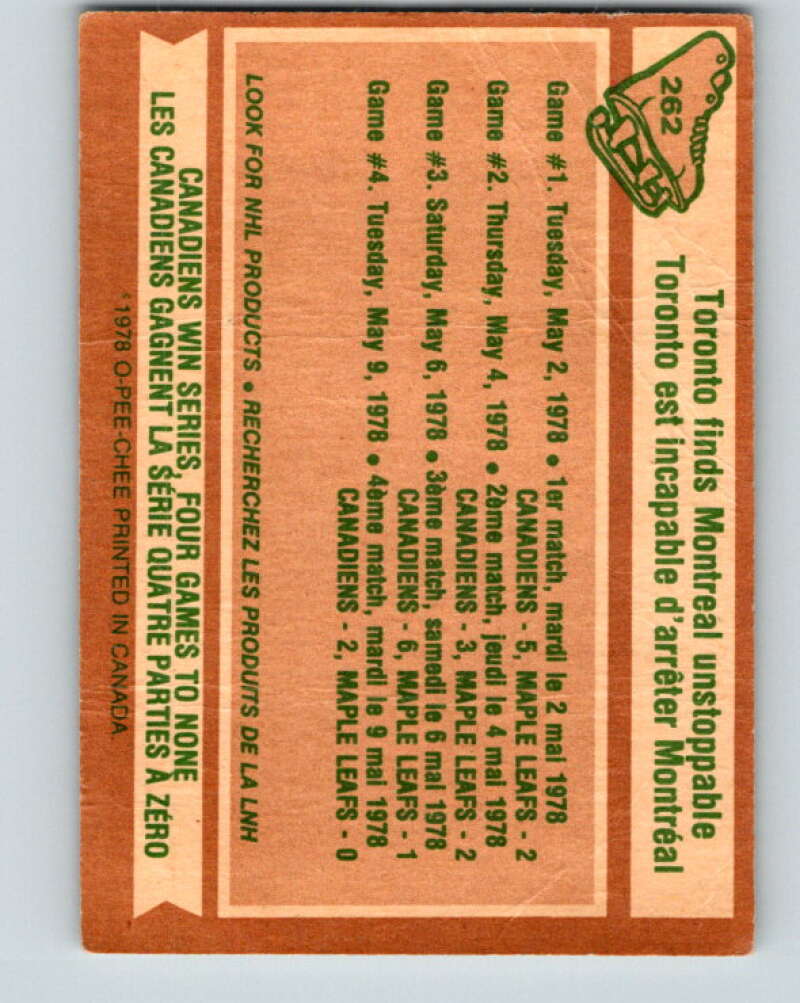 262
Toronto finds Montreal unstoppable
Toronto est incapable d'arrêter Montréal
Game #1. Tuesday, May 2, 1978 • 1er match, mardi le 2 mai 1978
CANADIENS - 5, MAPLE LEAFS - 2
Game #2. Thursday, May 4, 1978 • 2ème match, jeudi le 4 mai 1978
CANADIENS - 3, MAPLE LEAFS - 2
Game #3. Saturday, May 6, 1978 • 3ème match, samedi le 6 mai 1978
CANADIENS - 6, MAPLE LEAFS - 1
Game #4. Tuesday, May 9, 1978 • 4ème match, mardi le 9 mai 1978
CANADIENS - 2, MAPLE LEAFS - 0
LOOK FOR NHL PRODUCTS • RECHERCHEZ LES PRODUITS DE LA LNH
CANADIENS WIN SERIES, FOUR GAMES TO NONE
LES CANADIENS GAGNENT LA SÉRIE QUATRE PARTIES À ZÉRO
©1978 O-PEE-CHEE PRINTED IN CANADA.